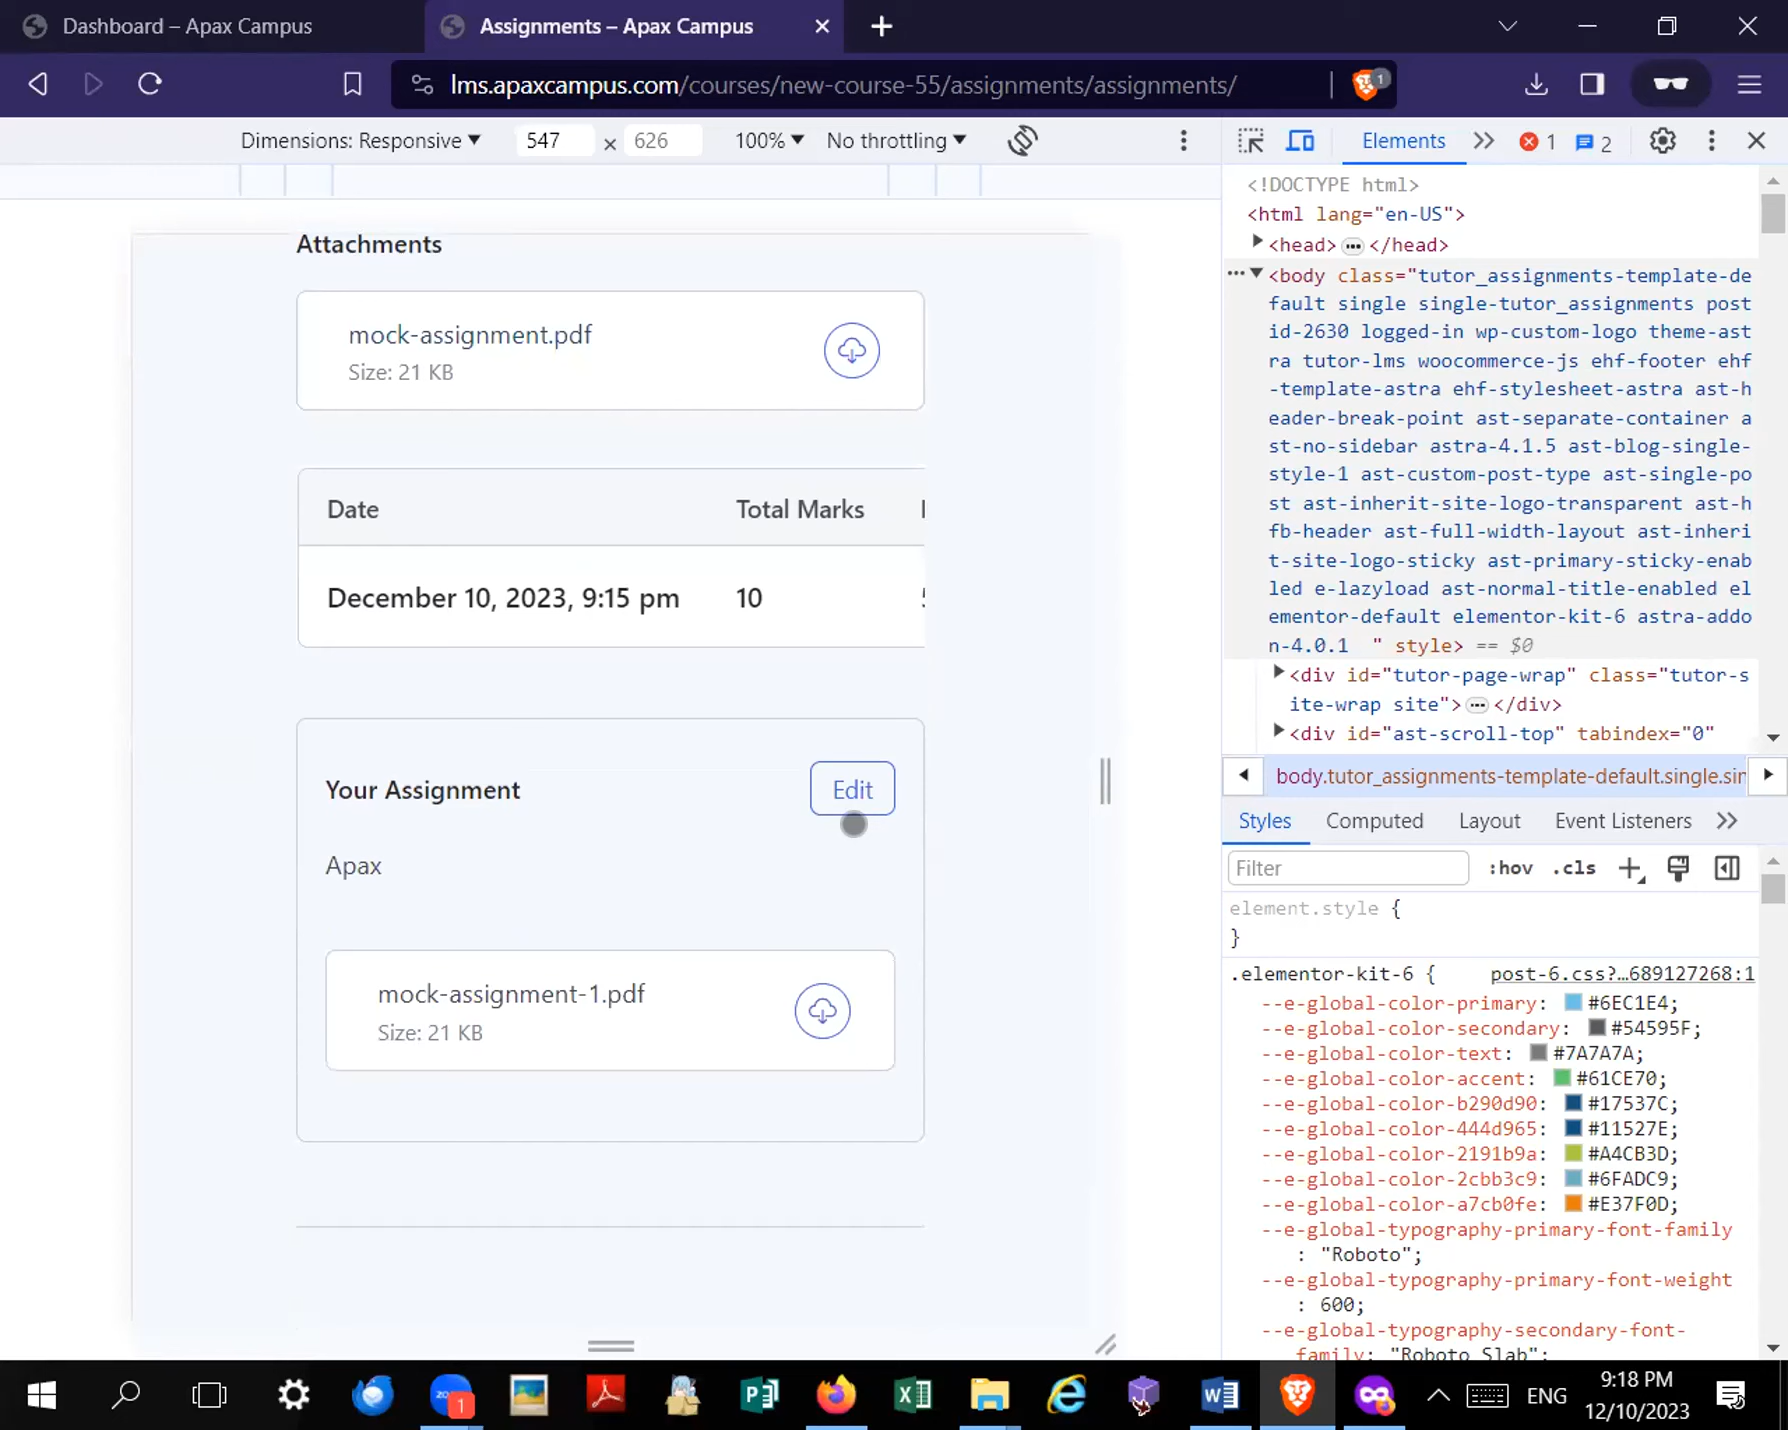 Dashboard – Apax Campus
Assignments – Apax Campus
lms.apaxcampus.com/courses/new-course-55/assignments/assignments/
1
Dimensions: Responsive 547 × 626 100% No throttling
Elements 1 2
Attachments
mock-assignment.pdf
Size: 21 KB
Date Total Marks
December 10, 2023, 9:15 pm 10
Your Assignment Edit
Apax
mock-assignment-1.pdf
Size: 21 KB
<!DOCTYPE html>
<html lang="en-US">
<head>…</head>
<body class="tutor_assignments-template-de
fault single single-tutor_assignments post
id-2630 logged-in wp-custom-logo theme-ast
ra tutor-lms woocommerce-js ehf-footer ehf
-template-astra ehf-stylesheet-astra ast-h
eader-break-point ast-separate-container a
st-no-sidebar astra-4.1.5 ast-blog-single-
style-1 ast-custom-post-type ast-single-po
st ast-inherit-site-logo-transparent ast-h
fb-header ast-full-width-layout ast-inheri
t-site-logo-sticky ast-primary-sticky-enab
led e-lazyload ast-normal-title-enabled el
ementor-default elementor-kit-6 astra-addo
n-4.0.1 " style> == $0
<div id="tutor-page-wrap" class="tutor-s
ite-wrap site">…</div>
<div id="ast-scroll-top" tabindex="0"
body.tutor_assignments-template-default.single.sin
Styles Computed Layout Event Listeners
Filter :hov .cls
element.style {
}
.elementor-kit-6 { post-6.css?…689127268:1
--e-global-color-primary: #6EC1E4;
--e-global-color-secondary: #54595F;
--e-global-color-text: #7A7A7A;
--e-global-color-accent: #61CE70;
--e-global-color-b290d90: #17537C;
--e-global-color-444d965: #11527E;
--e-global-color-2191b9a: #A4CB3D;
--e-global-color-2cbb3c9: #6FADC9;
--e-global-color-a7cb0fe: #E37F0D;
--e-global-typography-primary-font-family
: "Roboto";
--e-global-typography-primary-font-weight
: 600;
--e-global-typography-secondary-font-
family: "Roboto Slab";
1
ENG
9:18 PM
12/10/2023